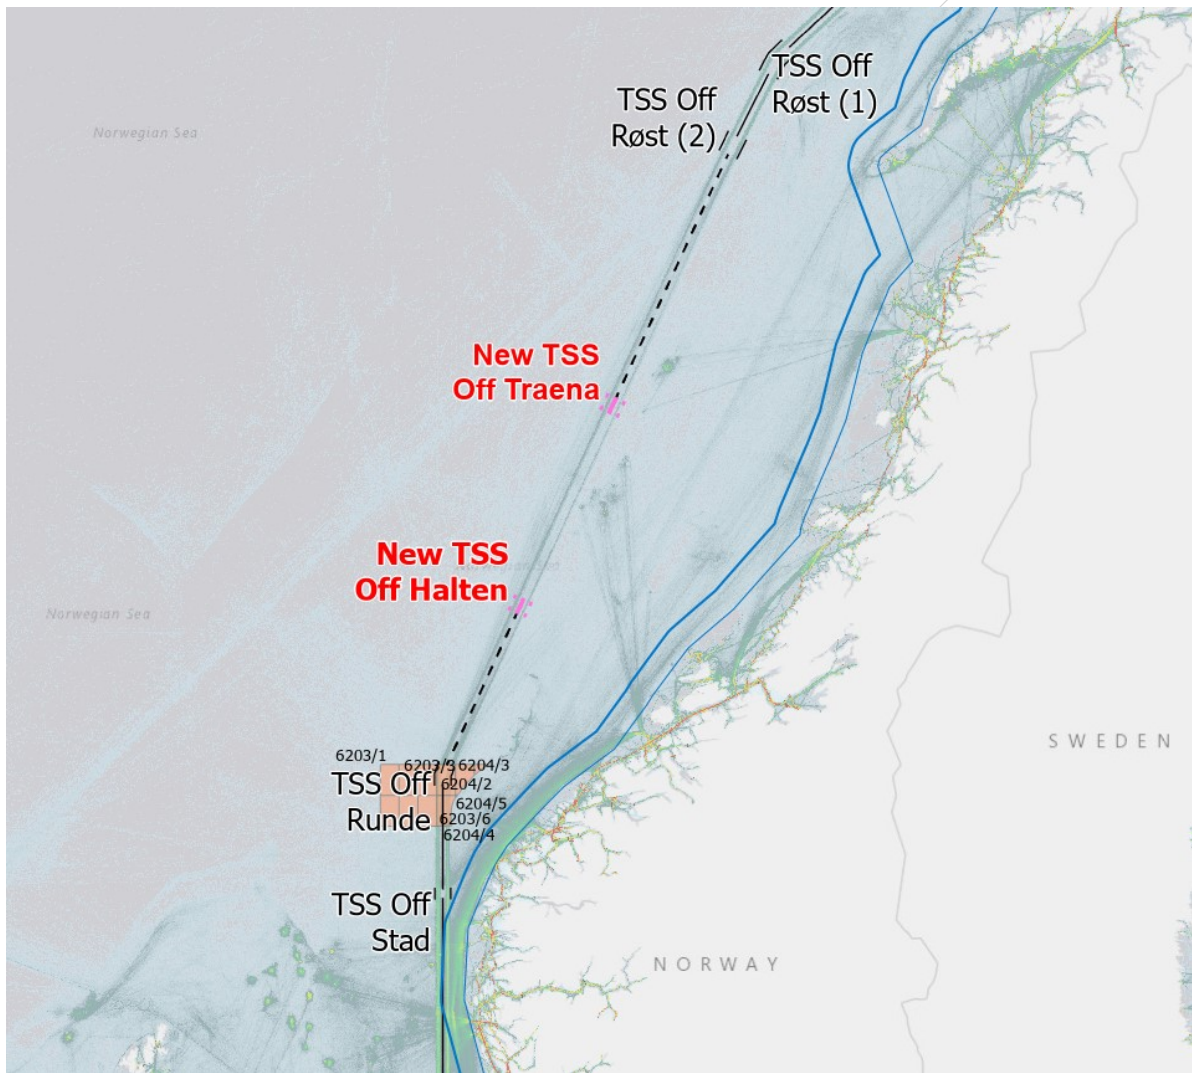 TSS Off
Røst (1)
TSS Off
Røst (2)
Norwegian Sea
New TSS
Off Traena
New TSS
Off Halten
Norwegian Sea
Norwegian Sea
6203/1
6203/3
6204/3
TSS Off
Runde
6204/2
6204/5
6203/6
6204/4
SWEDEN
TSS Off
Stad
NORWAY